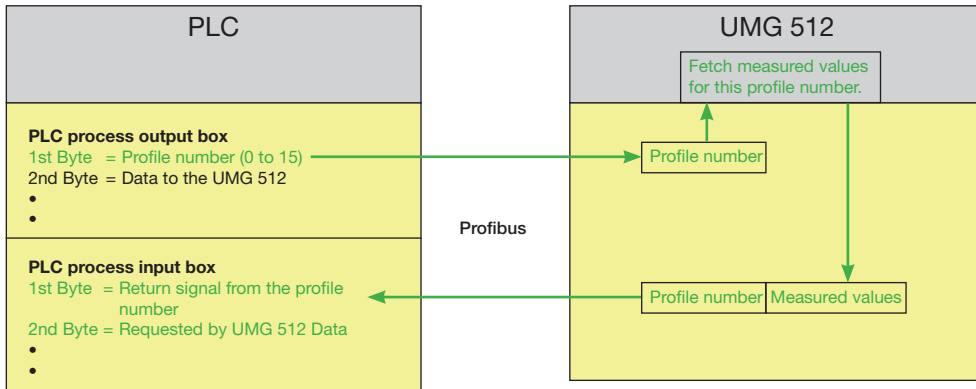 PLC
PLC process output box
1st Byte = Profile number (0 to 15)
2nd Byte = Data to the UMG 512
•
•
PLC process input box
1st Byte = Return signal from the profile
number
2nd Byte = Requested by UMG 512 Data
•
•
Profibus
UMG 512
Fetch measured values
for this profile number.
Profile number
Profile number
Measured values